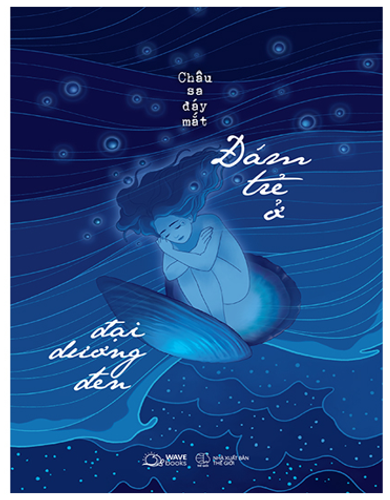 Châu
sa
đáy
mắt
Đám
trẻ
ở
đại
dương
đen
WAVE
BOOKS
NHÀ XUẤT BẢN
THẾ GIỚI